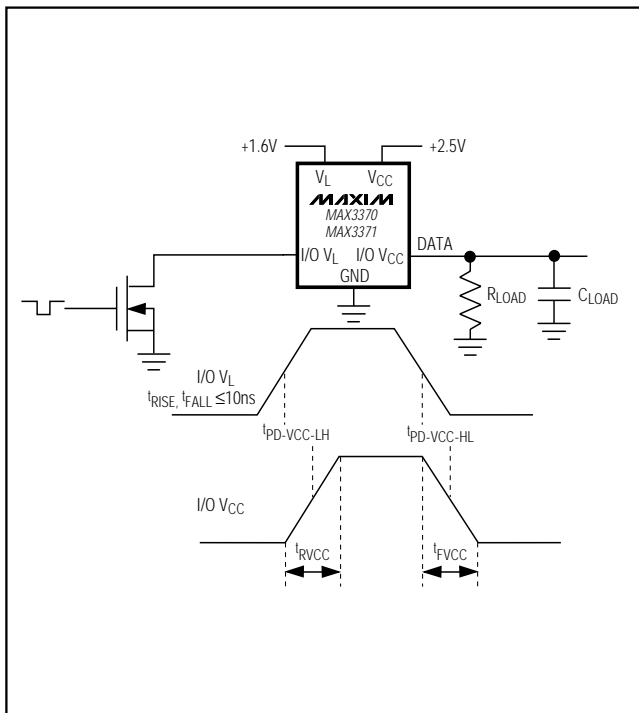 +1.6V +2.5V
VL VCC
MAXIM
MAX3370
MAX3371
I/O VL I/O VCC DATA
GND
RLOAD CLOAD
I/O VL
tRISE, tFALL ≤10ns
tPD-VCC-LH tPD-VCC-HL
I/O VCC
tRVCC tFVCC